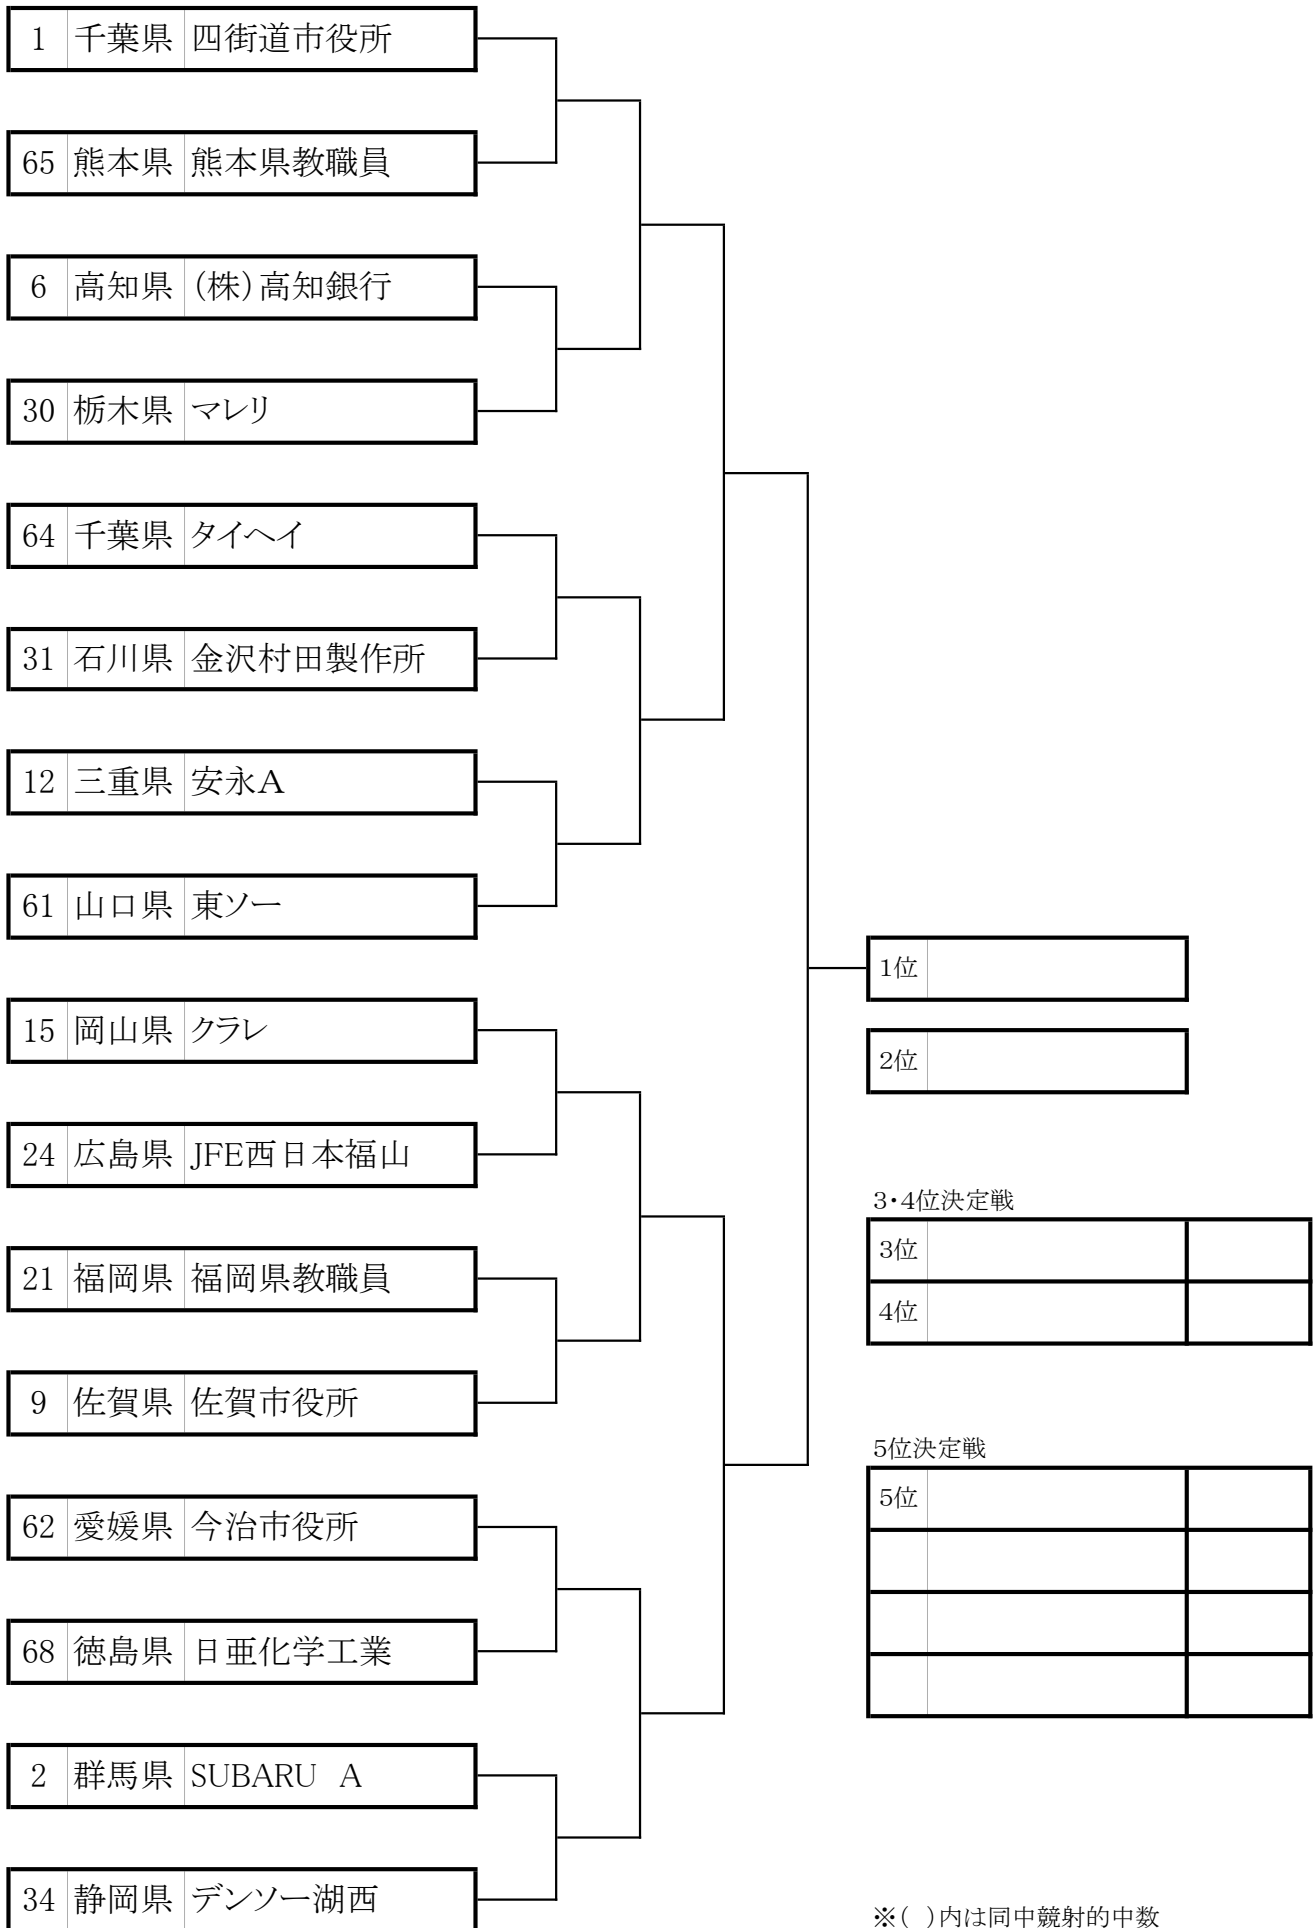 1 千葉県 四街道市役所
65 熊本県 熊本県教職員
6 高知県 (株)高知銀行
30 栃木県 マレリ
64 千葉県 タイヘイ
31 石川県 金沢村田製作所
12 三重県 安永A
61 山口県 東ソー
1位
15 岡山県 クラレ
2位
24 広島県 JFE西日本福山
3・4位決定戦
3位
21 福岡県 福岡県教職員
4位
9 佐賀県 佐賀市役所
5位決定戦
5位
62 愛媛県 今治市役所
68 徳島県 日亜化学工業
2 群馬県 SUBARU A
34 静岡県 デンソー湖西
※( )内は同中競射的中数